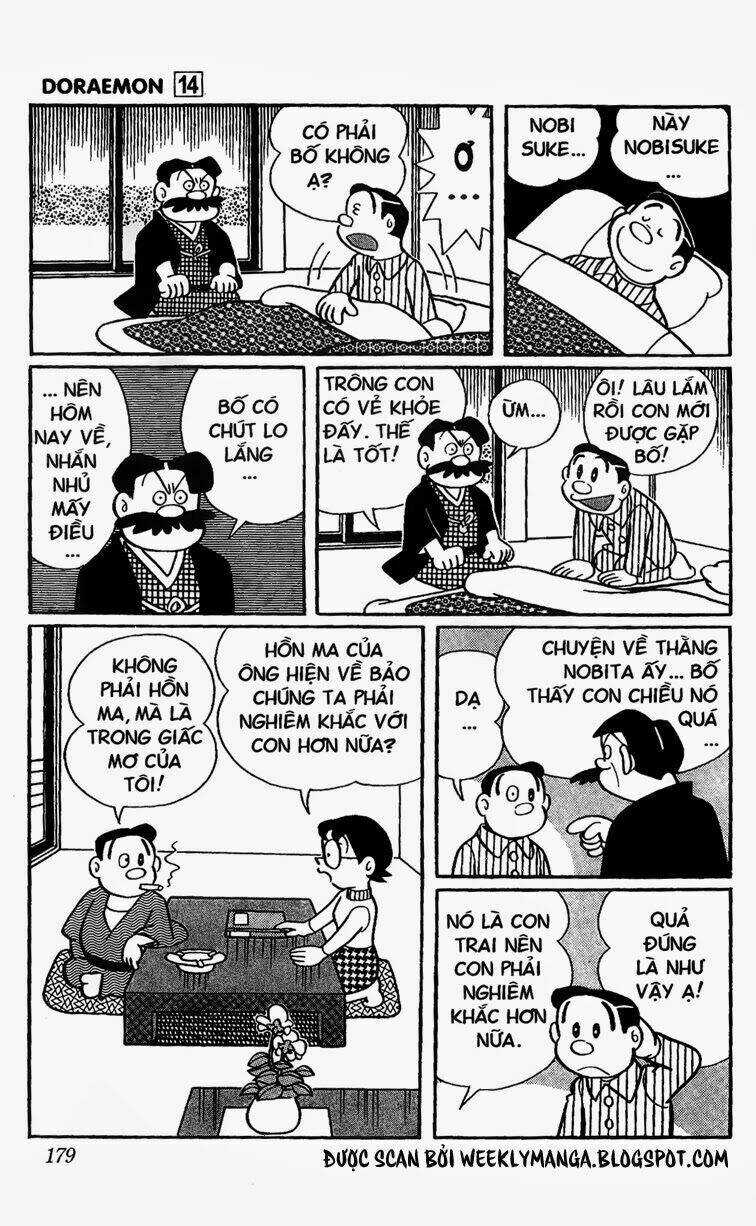 DORAEMON 14
NOBI
SUKE...
NÀY
NOBISUKE
...
Ơ
...
CÓ PHẢI
BỐ KHÔNG
Ạ?
ÔI! LÂU LẮM
RỒI CON MỚI
ĐƯỢC GẶP
BỐ!
ỪM...
TRÔNG CON
CÓ VẺ KHỎE
ĐẤY. THẾ
LÀ TỐT!
BỐ CÓ
CHÚT LO
LẮNG
...
... NÊN
HÔM
NAY VỀ,
NHẮN
NHỦ
MẤY
ĐIỀU
...
CHUYỆN VỀ THẰNG
NOBITA ẤY... BỐ
THẤY CON CHIỀU NÓ
QUÁ
...
DẠ
...
QUẢ
ĐÚNG
LÀ NHƯ
VẬY Ạ!
NÓ LÀ CON
TRAI NÊN
CON PHẢI
NGHIÊM
KHẮC HƠN
NỮA.
HỒN MA CỦA
ÔNG HIỆN VỀ BẢO
CHÚNG TA PHẢI
NGHIÊM KHẮC VỚI
CON HƠN NỮA?
KHÔNG
PHẢI HỒN
MA, MÀ LÀ
TRONG GIẤC
MƠ CỦA
TÔI!
179
ĐƯỢC SCAN BỞI WEEKLYMANGA.BLOGSPOT.COM